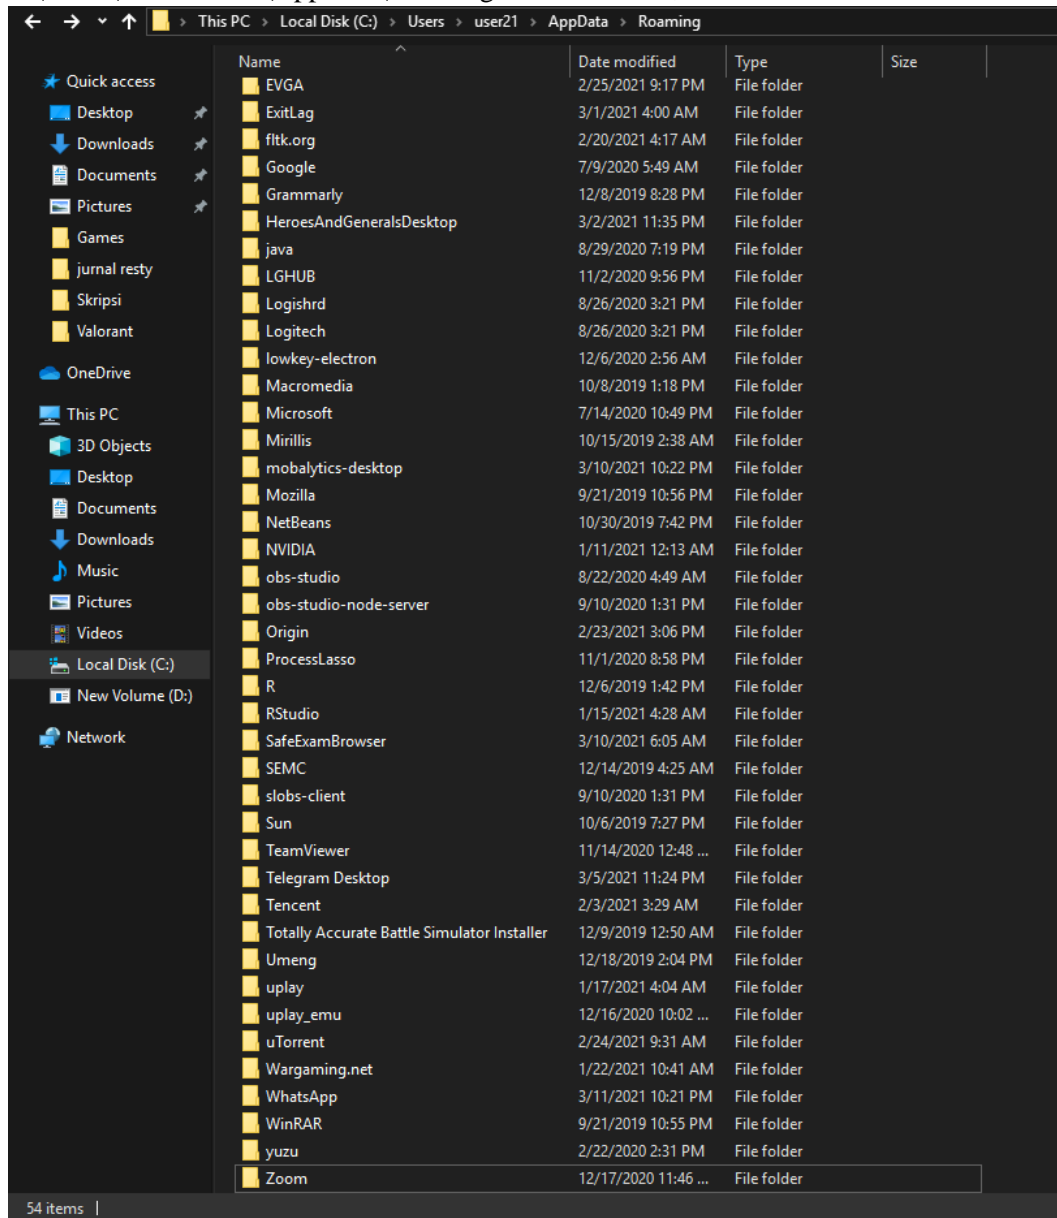 This PC > Local Disk (C:) > Users > user21 > AppData > Roaming
Name Date modified Type Size
Quick access
Desktop
Downloads
Documents
Pictures
Games
jurnal resty
Skripsi
Valorant
OneDrive
This PC
3D Objects
Desktop
Documents
Downloads
Music
Pictures
Videos
Local Disk (C:)
New Volume (D:)
Network
EVGA 2/25/2021 9:17 PM File folder
ExitLag 3/1/2021 4:00 AM File folder
fltk.org 2/20/2021 4:17 AM File folder
Google 7/9/2020 5:49 AM File folder
Grammarly 12/8/2019 8:28 PM File folder
HeroesAndGeneralsDesktop 3/2/2021 11:35 PM File folder
java 8/29/2020 7:19 PM File folder
LGHUB 11/2/2020 9:56 PM File folder
Logishrd 8/26/2020 3:21 PM File folder
Logitech 8/26/2020 3:21 PM File folder
lowkey-electron 12/6/2020 2:56 AM File folder
Macromedia 10/8/2019 1:18 PM File folder
Microsoft 7/14/2020 10:49 PM File folder
Mirillis 10/15/2019 2:38 AM File folder
mobalytics-desktop 3/10/2021 10:22 PM File folder
Mozilla 9/21/2019 10:56 PM File folder
NetBeans 10/30/2019 7:42 PM File folder
NVIDIA 1/11/2021 12:13 AM File folder
obs-studio 8/22/2020 4:49 AM File folder
obs-studio-node-server 9/10/2020 1:31 PM File folder
Origin 2/23/2021 3:06 PM File folder
ProcessLasso 11/1/2020 8:58 PM File folder
R 12/6/2019 1:42 PM File folder
RStudio 1/15/2021 4:28 AM File folder
SafeExamBrowser 3/10/2021 6:05 AM File folder
SEMC 12/14/2019 4:25 AM File folder
slobs-client 9/10/2020 1:31 PM File folder
Sun 10/6/2019 7:27 PM File folder
TeamViewer 11/14/2020 12:48 ... File folder
Telegram Desktop 3/5/2021 11:24 PM File folder
Tencent 2/3/2021 3:29 AM File folder
Totally Accurate Battle Simulator Installer 12/9/2019 12:50 AM File folder
Umeng 12/18/2019 2:04 PM File folder
uplay 1/17/2021 4:04 AM File folder
uplay_emu 12/16/2020 10:02 ... File folder
uTorrent 2/24/2021 9:31 AM File folder
Wargaming.net 1/22/2021 10:41 AM File folder
WhatsApp 3/11/2021 10:21 PM File folder
WinRAR 9/21/2019 10:55 PM File folder
yuzu 2/22/2020 2:31 PM File folder
Zoom 12/17/2020 11:46 ... File folder
54 items